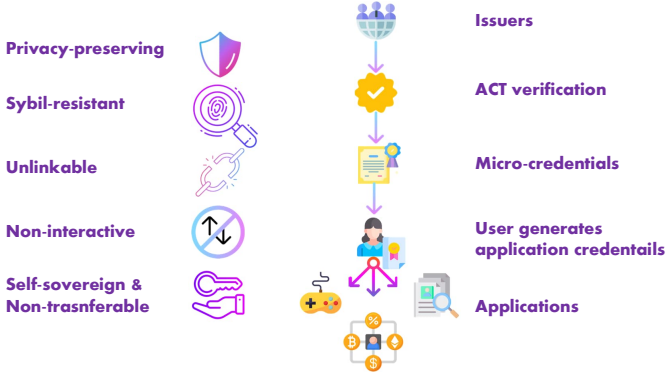 Privacy-preserving
Sybil-resistant
Unlinkable
Non-interactive
Self-sovereign &
Non-trasnferable
Issuers
ACT verification
Micro-credentials
User generates
application credentails
Applications
%
₿
$